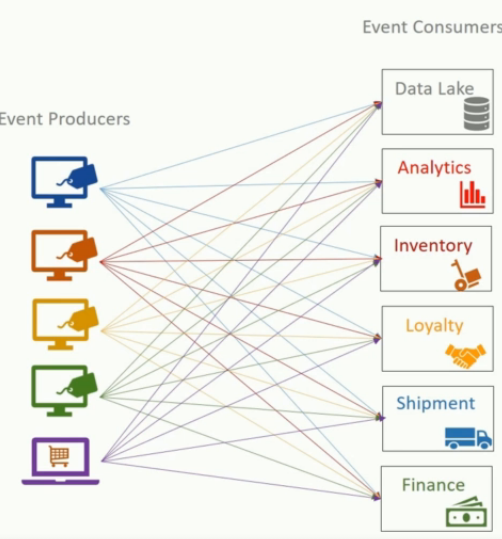 Event Consumers
Event Producers
Data Lake
Analytics
Inventory
Loyalty
Shipment
Finance